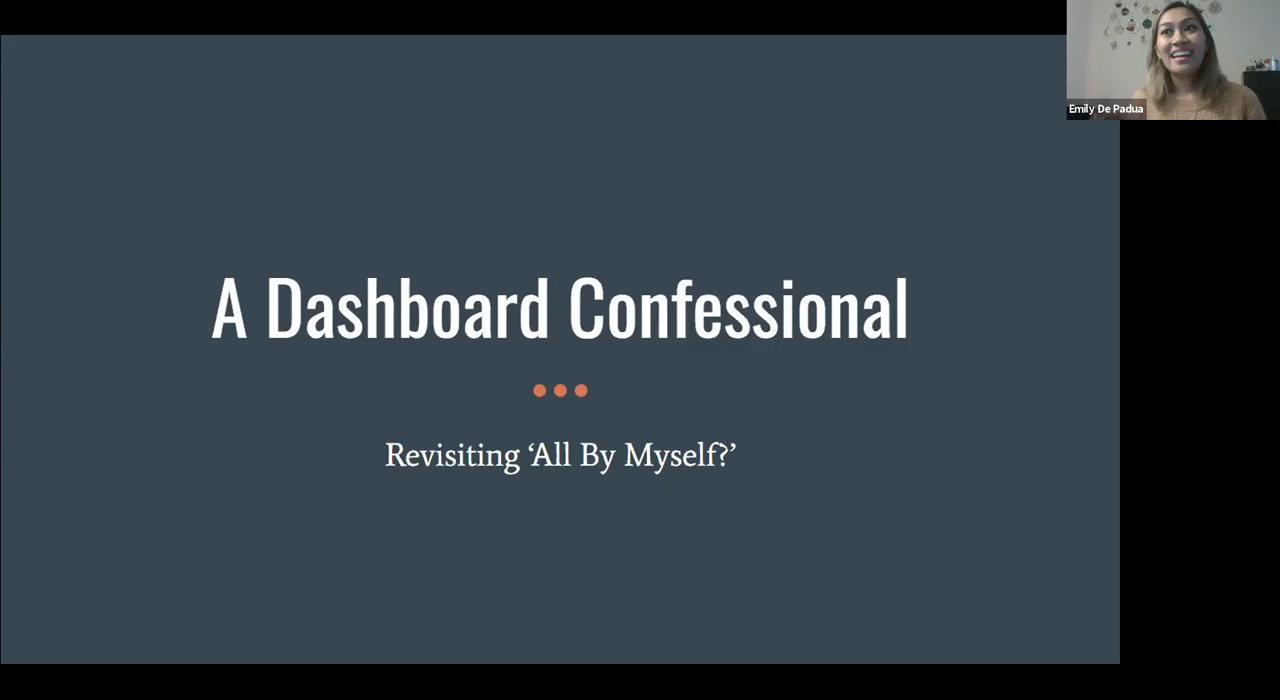 Emily De Padua
A Dashboard Confessional
Revisiting ‘All By Myself?’